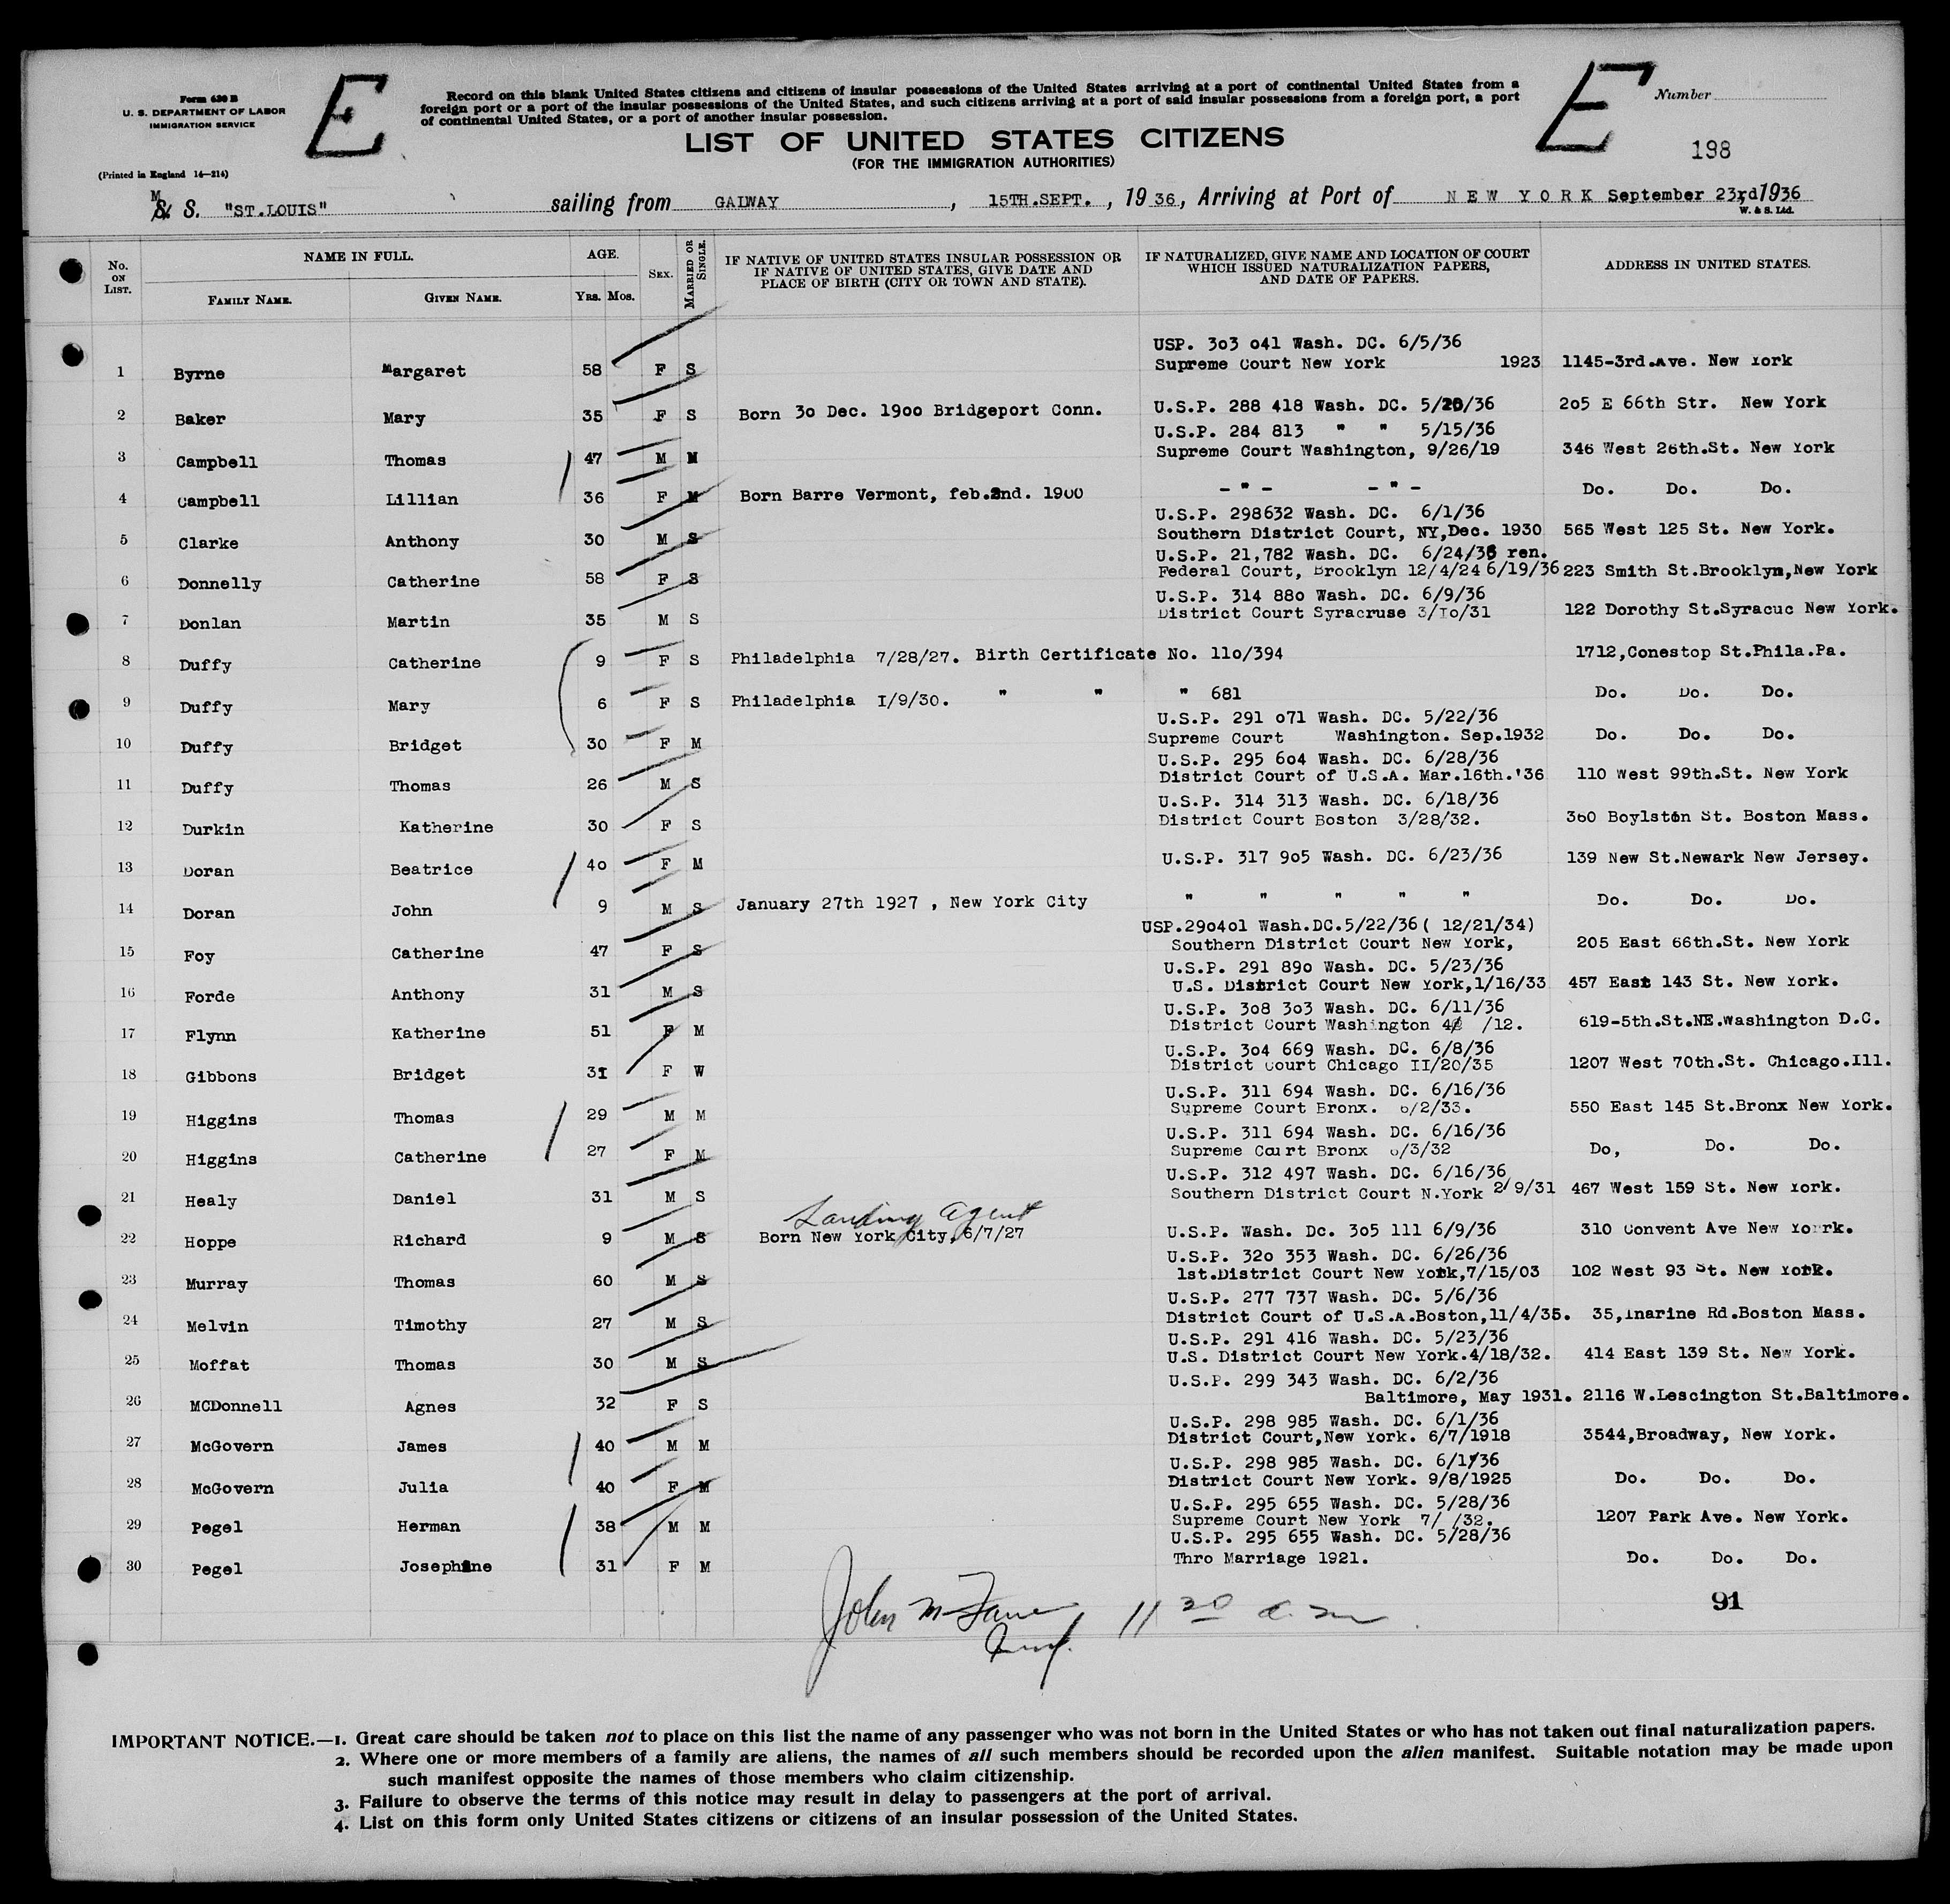 Form 630 B
U. S. DEPARTMENT OF LABOR
IMMIGRATION SERVICE
(Printed in England 14—214)
E
Record on this blank United States citizens and citizens of insular possessions of the United States arriving at a port of continental United States from a
foreign port or a port of the insular possessions of the United States, and such citizens arriving at a port of said insular possessions from a foreign port, a port
of continental United States, or a port of another insular possession.
LIST OF UNITED STATES CITIZENS
(FOR THE IMMIGRATION AUTHORITIES)
E
Number
198
M S. "ST.LOUIS" sailing from GALWAY, 15TH.SEPT., 1936, Arriving at Port of NEW YORK September 23rd, 1936
W. & S. Ltd.
No. ON LIST. NAME IN FULL. FAMILY NAME. GIVEN NAME. AGE. YRS. MOS. SEX. MARRIED OR SINGLE.
IF NATIVE OF UNITED STATES INSULAR POSSESSION OR
IF NATIVE OF UNITED STATES, GIVE DATE AND
PLACE OF BIRTH (CITY OR TOWN AND STATE).
IF NATURALIZED, GIVE NAME AND LOCATION OF COURT
WHICH ISSUED NATURALIZATION PAPERS,
AND DATE OF PAPERS.
ADDRESS IN UNITED STATES.
USP. 303 041 Wash. DC. 6/5/36
1 Byrne Margaret 58 F S Supreme Court New York 1923 1145-3rd.Ave. New York
2 Baker Mary 35 F S Born 30 Dec. 1900 Bridgeport Conn. U.S.P. 288 418 Wash. DC. 5/20/36 205 E 66th Str. New York
U.S.P. 284 813 " " 5/15/36
3 Campbell Thomas 47 M M Supreme Court Washington, 9/26/19 346 West 26th.St. New York
4 Campbell Lillian 36 F M Born Barre Vermont, feb.2nd. 1900 - " - - " - Do. Do. Do.
U.S.P. 298632 Wash. DC. 6/1/36
5 Clarke Anthony 30 M S Southern District Court, NY,Dec. 1930 565 West 125 St. New York.
U.S.P. 21,782 Wash. DC. 6/24/36 ren.
6 Donnelly Catherine 58 F S Federal Court, Brooklyn 12/4/24 6/19/36 223 Smith St.Brooklyn,New York
U.S.P. 314 880 Wash. DC. 6/9/36
7 Donlan Martin 35 M S District Court Syracruse 3/Io/31 122 Dorothy St.Syracuc New York.
8 Duffy Catherine 9 F S Philadelphia 7/28/27. Birth Certificate No. 110/394 1712,Conestop St.Phila.Pa.
9 Duffy Mary 6 F S Philadelphia I/9/30. " " " 681 Do. Do. Do.
U.S.P. 291 071 Wash. DC. 5/22/36
10 Duffy Bridget 30 F M Supreme Court Washington. Sep.1932 Do. Do. Do.
U.S.P. 295 604 Wash. DC. 6/28/36
11 Duffy Thomas 26 M S District Court of U.S.A. Mar.16th.'36 110 West 99th.St. New York
U.S.P. 314 313 Wash. DC. 6/18/36
12 Durkin Katherine 30 F S District Court Boston 3/28/32. 360 Boylston St. Boston Mass.
13 Doran Beatrice 40 F M U.S.P. 317 905 Wash. DC. 6/23/36 139 New St.Newark New Jersey.
14 Doran John 9 M S January 27th 1927 , New York City " " " " " Do. Do. Do.
USP.290401 Wash.DC.5/22/36( 12/21/34)
15 Foy Catherine 47 F S Southern District Court New York, 205 East 66th.St. New York
U.S.P. 291 890 Wash. DC. 5/23/36
16 Forde Anthony 31 M S U.S. District Court New York,1/16/33 457 East 143 St. New York.
U.S.P. 308 303 Wash. DC. 6/11/36
17 Flynn Katherine 51 F M District Court Washington /12. 619-5th.St.NE.Washington D.C.
U.S.P. 304 669 Wash. DC. 6/8/36
18 Gibbons Bridget 31 F W District Court Chicago II/20/35 1207 West 70th.St. Chicago.Ill.
U.S.P. 311 694 Wash. DC. 6/16/36
19 Higgins Thomas 29 M M Supreme Court Bronx. 6/2/33. 550 East 145 St.Bronx New York.
U.S.P. 311 694 Wash. DC. 6/16/36
20 Higgins Catherine 27 F M Supreme Court Bronx 6/3/32 Do, Do. Do.
U.S.P. 312 497 Wash. DC. 6/16/36
21 Healy Daniel 31 M S Southern District Court N.York 2/9/31 467 West 159 St. New York.
Landing Agent
22 Hoppe Richard 9 M S Born New York City, 6/7/27 U.S.P. Wash. Dc. 305 111 6/9/36 310 Convent Ave New Yorrk.
U.S.P. 320 353 Wash. DC. 6/26/36
23 Murray Thomas 60 M S 1st.District Court New York,7/15/03 102 West 93 St. New York.
U.S.P. 277 737 Wash. DC. 5/6/36
24 Melvin Timothy 27 M S District Court of U.S.A.Boston,11/4/35. 35,Inarine Rd.Boston Mass.
U.S.P. 291 416 Wash. DC. 5/23/36
25 Moffat Thomas 30 M S U.S. District Court New York.4/18/32. 414 East 139 St. New York.
U.S.P. 299 343 Wash. DC. 6/2/36
26 MCDonnell Agnes 32 F S Baltimore, May 1931. 2116 W.Lescington St.Baltimore.
U.S.P. 298 985 Wash. DC. 6/1/36
27 McGovern James 40 M M District Court,New York. 6/7/1918 3544,Broadway, New York.
U.S.P. 298 985 Wash. DC. 6/1/36
28 McGovern Julia 40 F M District Court New York. 9/8/1925 Do. Do. Do.
U.S.P. 295 655 Wash. DC. 5/28/36
29 Pegel Herman 38 M M Supreme Court New York 7/ /32. 1207 Park Ave. New York.
U.S.P. 295 655 Wash. DC. 5/28/36
30 Pegel Josephine 31 F M Thro Marriage 1921. Do. Do. Do.
91
John 11 30 a.m
IMPORTANT NOTICE.—1. Great care should be taken not to place on this list the name of any passenger who was not born in the United States or who has not taken out final naturalization papers.
2. Where one or more members of a family are aliens, the names of all such members should be recorded upon the alien manifest. Suitable notation may be made upon
such manifest opposite the names of those members who claim citizenship.
3. Failure to observe the terms of this notice may result in delay to passengers at the port of arrival.
4. List on this form only United States citizens or citizens of an insular possession of the United States.